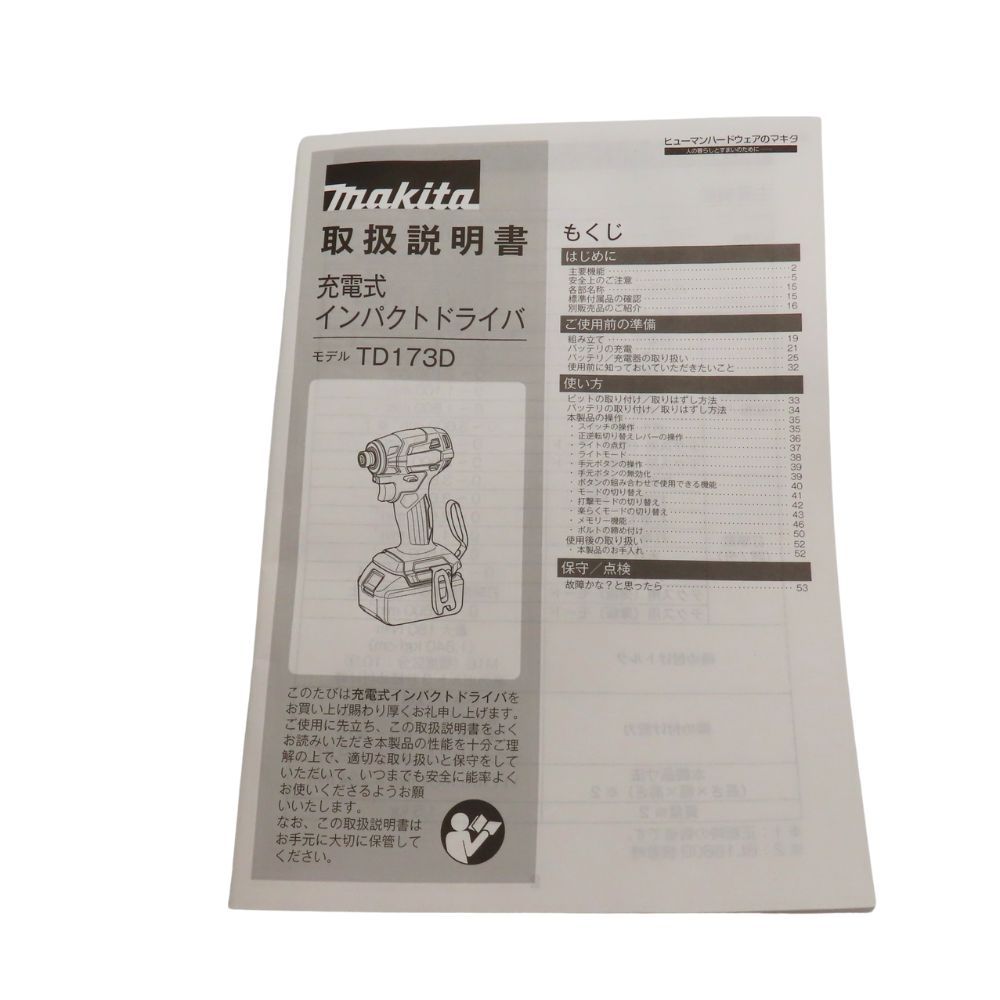 makita
取扱説明書
充電式
インパクトドライバ
モデル TD173D
このたびは充電式インパクトドライバを
お買い上げ賜わり厚くお礼申し上げます。
ご使用に先立ち、この取扱説明書をよく
お読みいただき本製品の性能を十分ご理
解の上で、適切な取り扱いと保守をして
いただいて、いつまでも安全に能率よく
お使いくださるようお願
いいたします。
なお、この取扱説明書は
お手元に大切に保管して
ください。
ヒューマンハードウェアのマキタ
人の暮らしとすまいのために
もくじ
はじめに
主要機能 2
安全上のご注意 5
各部名称 15
標準付属品の確認 15
別販売品のご紹介 16
ご使用前の準備
組み立て 19
バッテリの充電 21
バッテリ／充電器の取り扱い 25
使用前に知っておいていただきたいこと 32
使い方
ビットの取り付け／取りはずし方法 33
バッテリの取り付け／取りはずし方法 34
本製品の操作 35
・スイッチの操作 35
・正逆転切り替えレバーの操作 36
・ライトの点灯 37
・ライトモード 38
・手元ボタンの操作 39
・手元ボタンの無効化 39
・ボタンの組み合わせで使用できる機能 40
・モードの切り替え 41
・打撃モードの切り替え 42
・楽らくモードの切り替え 43
・メモリー機能 46
・ボルトの締め付け 50
使用後の取り扱い 52
・本製品のお手入れ 52
保守／点検
故障かな？と思ったら 53